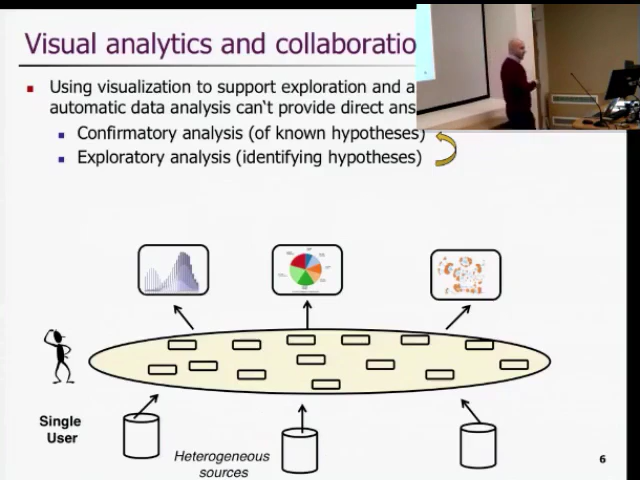 Visual analytics and collaboratio
Using visualization to support exploration and a
automatic data analysis can't provide direct ans
Confirmatory analysis (of known hypotheses)
Exploratory analysis (identifying hypotheses)
Single
User
Heterogeneous
sources
6